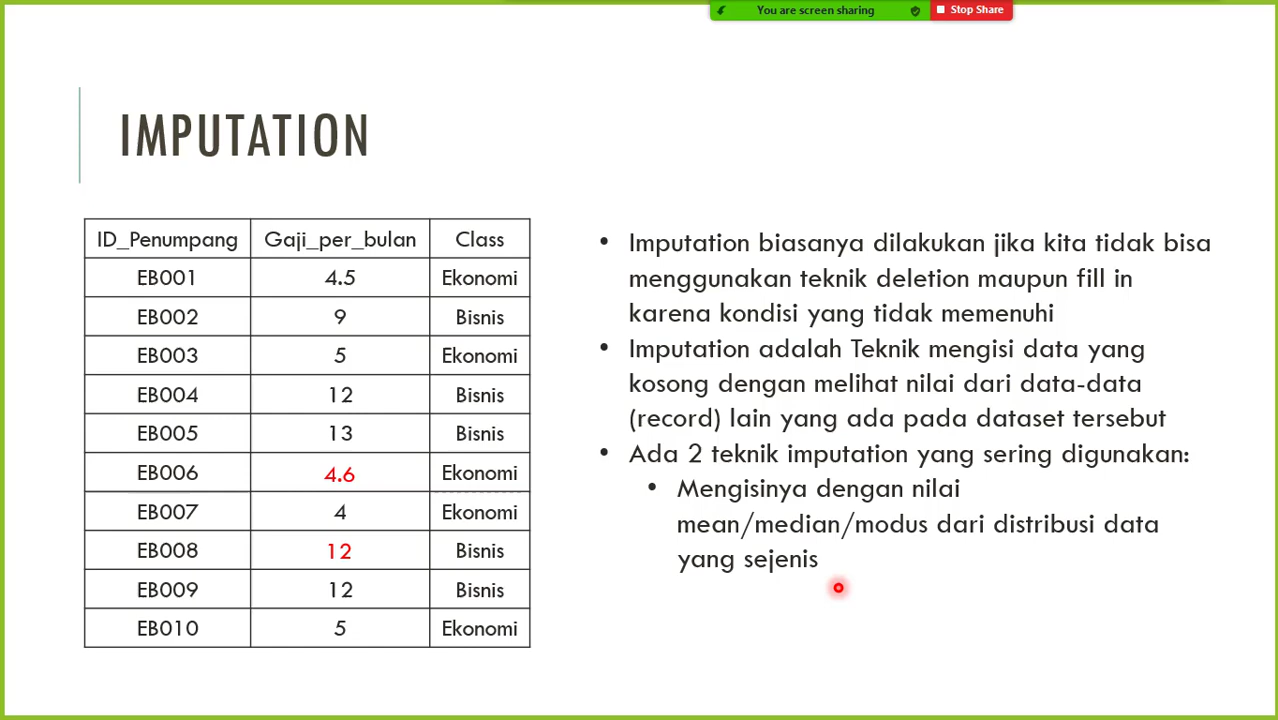 You are screen sharing
Stop Share
IMPUTATION
ID_Penumpang Gaji_per_bulan Class
EB001 4.5 Ekonomi
EB002 9 Bisnis
EB003 5 Ekonomi
EB004 12 Bisnis
EB005 13 Bisnis
EB006 4.6 Ekonomi
EB007 4 Ekonomi
EB008 12 Bisnis
EB009 12 Bisnis
EB010 5 Ekonomi
• Imputation biasanya dilakukan jika kita tidak bisa
menggunakan teknik deletion maupun fill in
karena kondisi yang tidak memenuhi
• Imputation adalah Teknik mengisi data yang
kosong dengan melihat nilai dari data-data
(record) lain yang ada pada dataset tersebut
• Ada 2 teknik imputation yang sering digunakan:
• Mengisinya dengan nilai
mean/median/modus dari distribusi data
yang sejenis